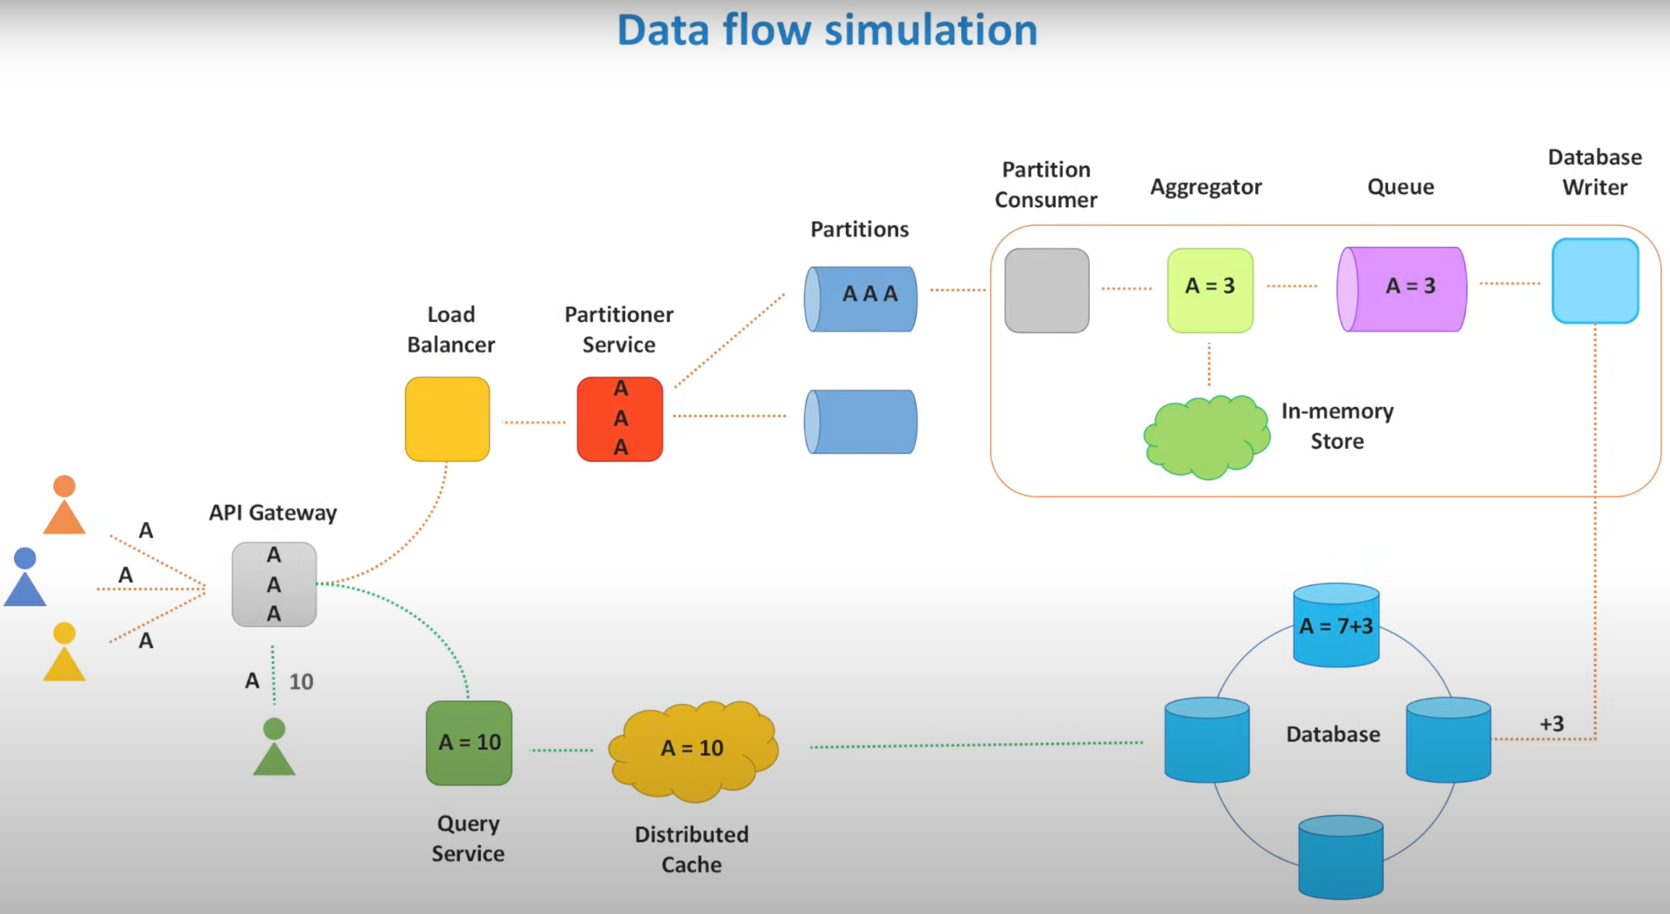 Data flow simulation
Database
Writer
Partition
Consumer
Aggregator
Queue
Partitions
A A A
A = 3
A = 3
Load
Balancer
Partitioner
Service
A
A
A
In-memory
Store
API Gateway
A
A
A
A
A
A
A 10
A = 7+3
Database
+3
A = 10
A = 10
Query
Service
Distributed
Cache